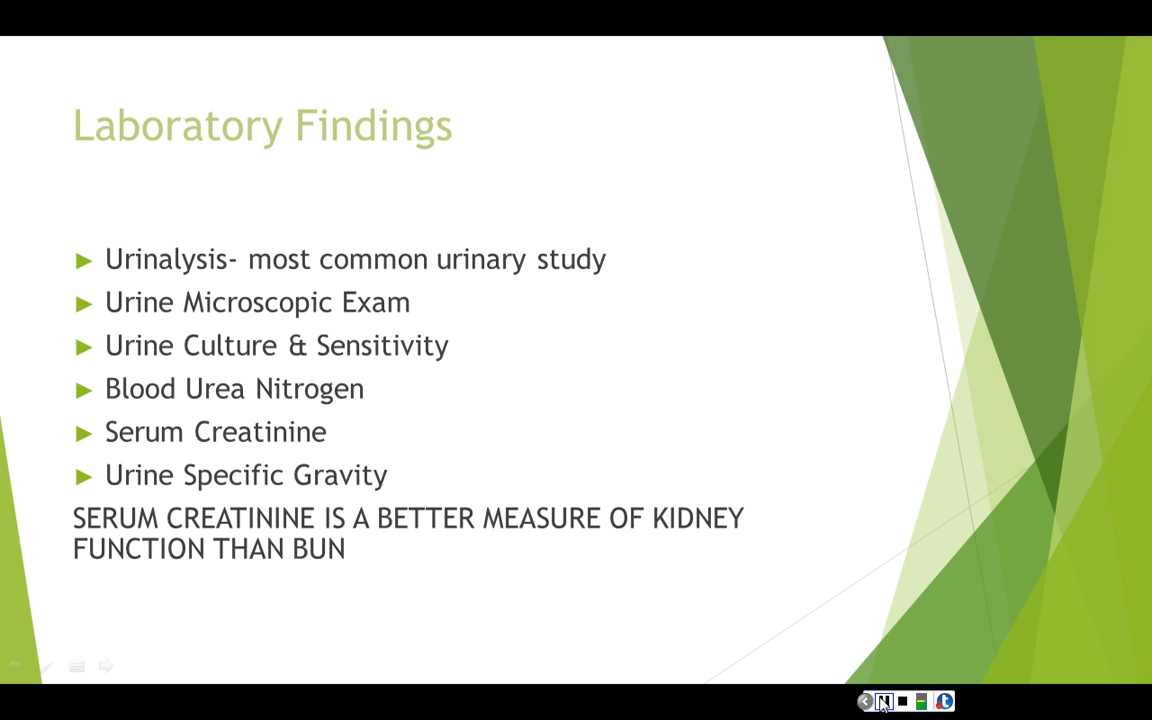 Laboratory Findings
Urinalysis- most common urinary study
Urine Microscopic Exam
Urine Culture & Sensitivity
Blood Urea Nitrogen
Serum Creatinine
Urine Specific Gravity
SERUM CREATININE IS A BETTER MEASURE OF KIDNEY
FUNCTION THAN BUN